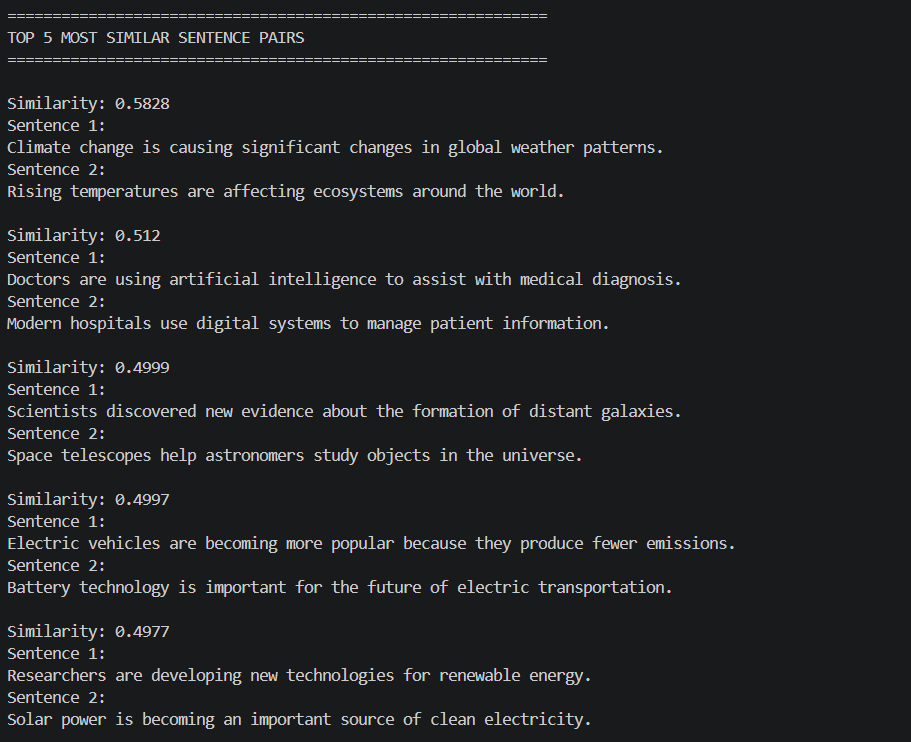 ============================================================
TOP 5 MOST SIMILAR SENTENCE PAIRS
============================================================
Similarity: 0.5828
Sentence 1:
Climate change is causing significant changes in global weather patterns.
Sentence 2:
Rising temperatures are affecting ecosystems around the world.
Similarity: 0.512
Sentence 1:
Doctors are using artificial intelligence to assist with medical diagnosis.
Sentence 2:
Modern hospitals use digital systems to manage patient information.
Similarity: 0.4999
Sentence 1:
Scientists discovered new evidence about the formation of distant galaxies.
Sentence 2:
Space telescopes help astronomers study objects in the universe.
Similarity: 0.4997
Sentence 1:
Electric vehicles are becoming more popular because they produce fewer emissions.
Sentence 2:
Battery technology is important for the future of electric transportation.
Similarity: 0.4977
Sentence 1:
Researchers are developing new technologies for renewable energy.
Sentence 2:
Solar power is becoming an important source of clean electricity.